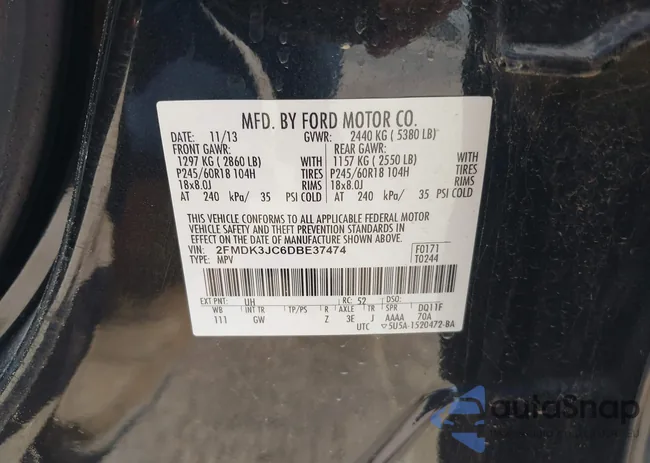 MFD. BY FORD MOTOR CO.
DATE: 11/13 GVWR: 2440 KG ( 5380 LB)
FRONT GAWR: REAR GAWR:
1297 KG ( 2860 LB) WITH 1157 KG ( 2550 LB) WITH
P245/60R18 104H TIRES P245/60R18 104H TIRES
18x8.0J RIMS 18x8.0J RIMS
AT 240 kPa/ 35 PSI COLD AT 240 kPa/ 35 PSI COLD
THIS VEHICLE CONFORMS TO ALL APPLICABLE FEDERAL MOTOR
VEHICLE SAFETY AND THEFT PREVENTION STANDARDS IN
EFFECT ON THE DATE OF MANUFACTURE SHOWN ABOVE.
VIN: 2FMDK3JC6DBE37474 F0171
TYPE: MPV T0244
EXT PNT: UH RC: 52 DSO:
WB INT TR TP/PS R AXLE TR SPR DQ11F
111 GW Z 3E J AAAA 70A
UTC 5U5A-1520472-BA
autaSnap